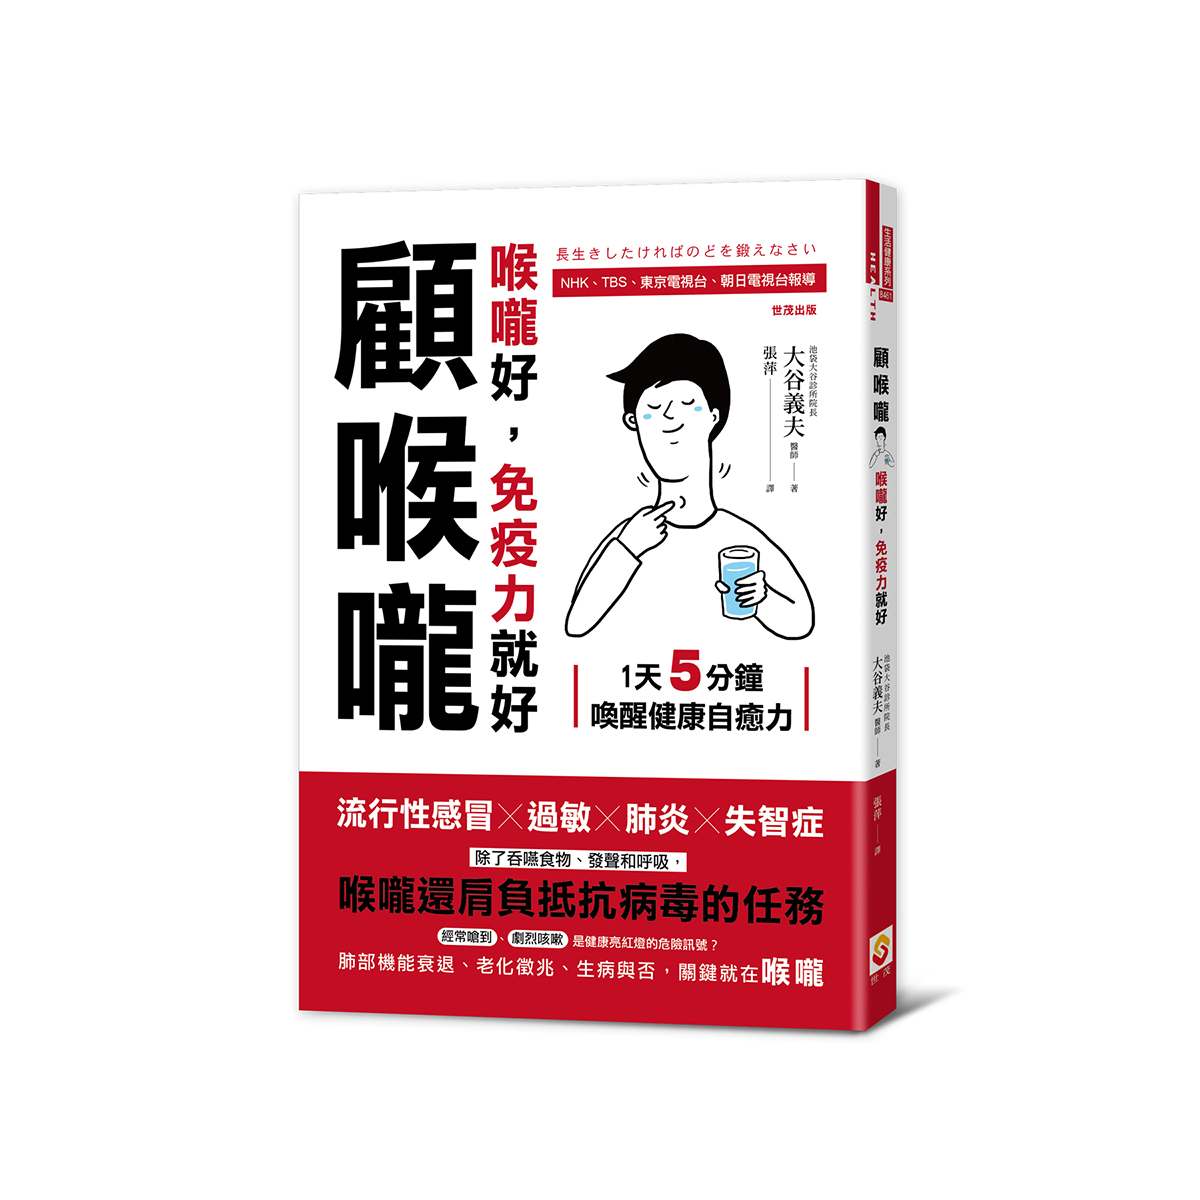 顧喉嚨
喉嚨好，免疫力就好
長生きしたければのどを鍛えなさい
NHK、TBS、東京電視台、朝日電視台報導
世茂出版
池袋大谷診所院長
大谷義夫 醫師——著
張萍——譯
1天5分鐘
喚醒健康自癒力
流行性感冒×過敏×肺炎×失智症
除了吞嚥食物、發聲和呼吸，
喉嚨還肩負抵抗病毒的任務
經常嗆到、劇烈咳嗽 是健康亮紅燈的危險訊號？
肺部機能衰退、老化徵兆、生病與否，關鍵就在喉嚨
生活健康系列
B461
HEALTH
顧喉嚨
喉嚨好，免疫力就好
池袋大谷診所院長
大谷義夫 醫師——著
張萍——譯
世茂